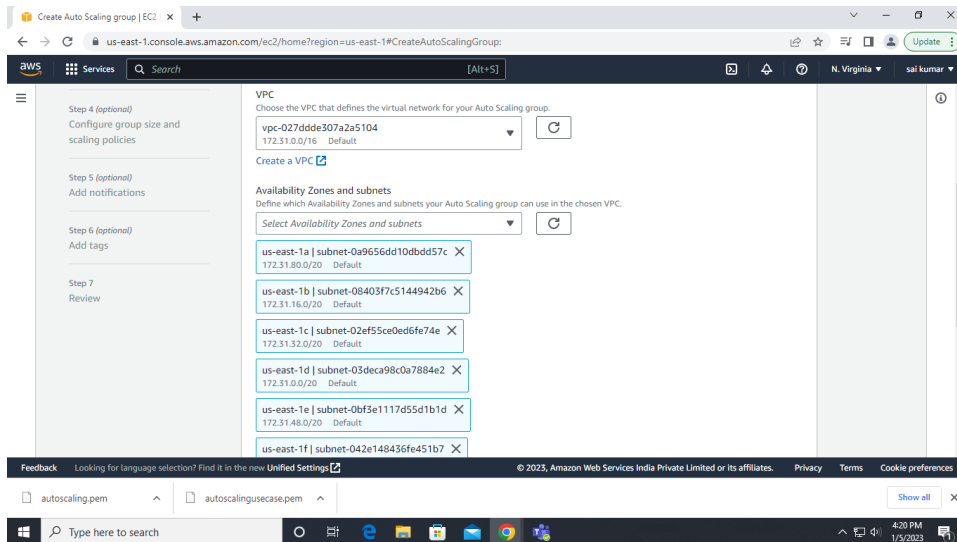 Create Auto Scaling group | EC2
us-east-1.console.aws.amazon.com/ec2/home?region=us-east-1#CreateAutoScalingGroup:
Update
aws
Services
Search
[Alt+S]
N. Virginia
sai kumar
Step 4 (optional)
Configure group size and
scaling policies
Step 5 (optional)
Add notifications
Step 6 (optional)
Add tags
Step 7
Review
VPC
Choose the VPC that defines the virtual network for your Auto Scaling group.
vpc-027ddde307a2a5104
172.31.0.0/16 Default
Create a VPC
Availability Zones and subnets
Define which Availability Zones and subnets your Auto Scaling group can use in the chosen VPC.
Select Availability Zones and subnets
us-east-1a | subnet-0a9656dd10dbdd57c
172.31.80.0/20 Default
us-east-1b | subnet-08403f7c5144942b6
172.31.16.0/20 Default
us-east-1c | subnet-02ef55ce0ed6fe74e
172.31.32.0/20 Default
us-east-1d | subnet-03deca98c0a7884e2
172.31.0.0/20 Default
us-east-1e | subnet-0bf3e1117d55d1b1d
172.31.48.0/20 Default
us-east-1f | subnet-042e148436fe451b7
Feedback Looking for language selection? Find it in the new Unified Settings © 2023, Amazon Web Services India Private Limited or its affiliates. Privacy Terms Cookie preferences
autoscaling.pem
autoscalingusecase.pem
Show all
Type here to search
4:20 PM
1/5/2023